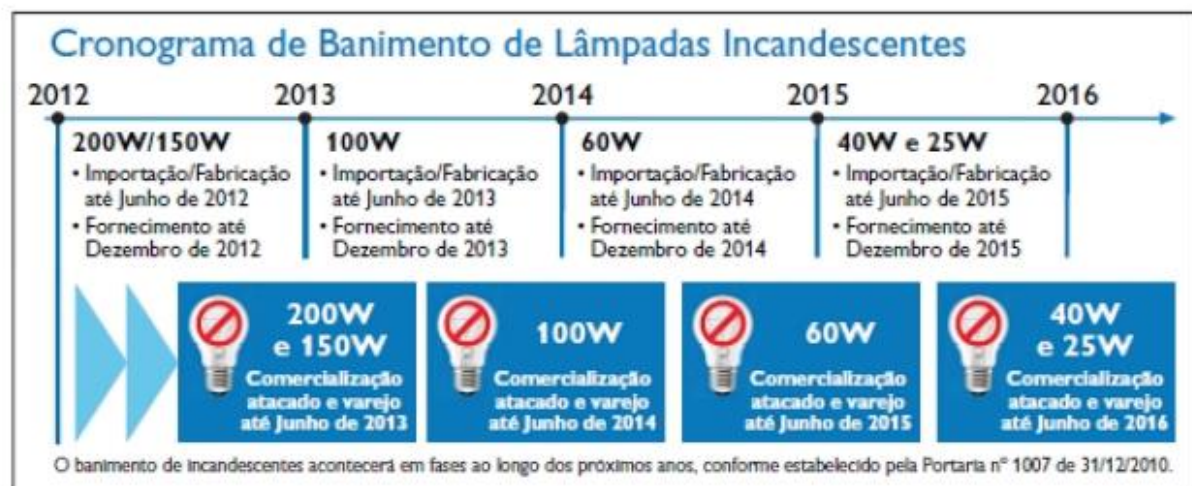 Cronograma de Banimento de Lâmpadas Incandescentes
2012 2013 2014 2015 2016
200W/150W
• Importação/Fabricação
até Junho de 2012
• Fornecimento até
Dezembro de 2012
100W
• Importação/Fabricação
até Junho de 2013
• Fornecimento até
Dezembro de 2013
60W
• Importação/Fabricação
até Junho de 2014
• Fornecimento até
Dezembro de 2014
40W e 25W
• Importação/Fabricação
até Junho de 2015
• Fornecimento até
Dezembro de 2015
200W
e 150W
Comercialização
atacado e varejo
até Junho de 2013
100W
Comercialização
atacado e varejo
até Junho de 2014
60W
Comercialização
atacado e varejo
até Junho de 2015
40W
e 25W
Comercialização
atacado e varejo
até Junho de 2016
O banimento de incandescentes acontecerá em fases ao longo dos próximos anos, conforme estabelecido pela Portaria nº 1007 de 31/12/2010.